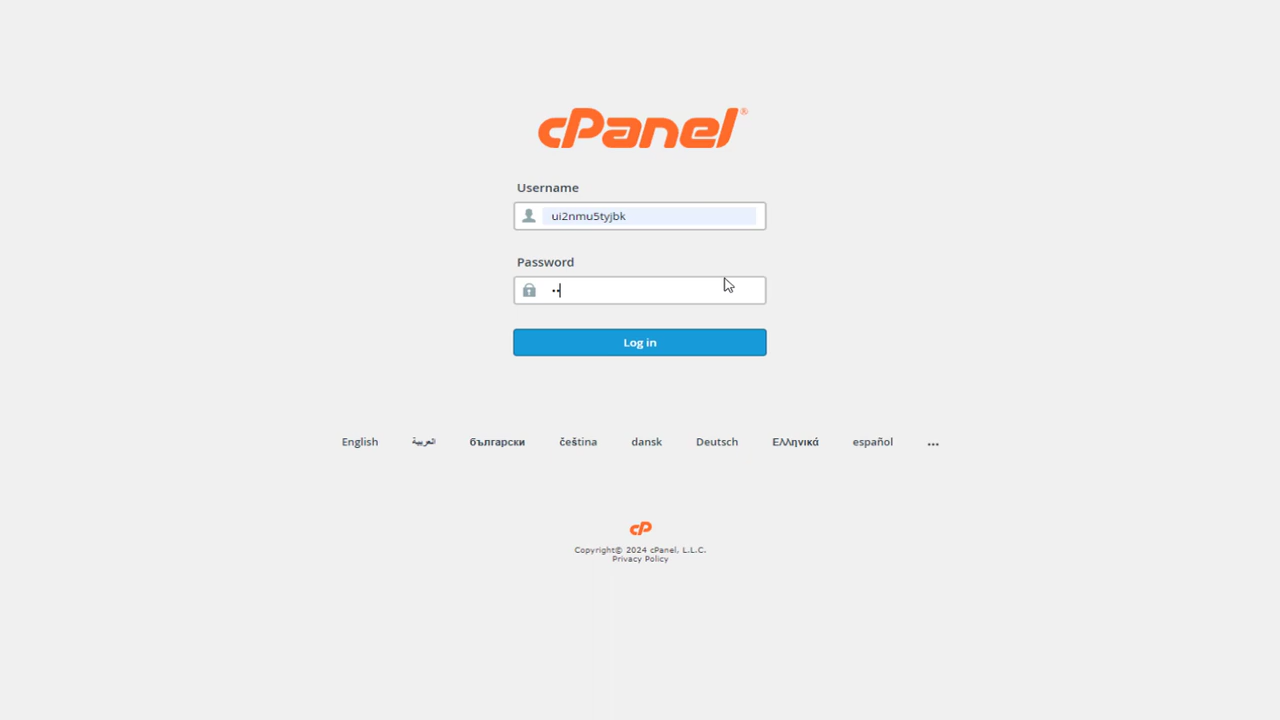 cPanel®
Username
ui2nmu5tyjbk
Password
••
Log in
English العربية български čeština dansk Deutsch Ελληνικά español ...
cP
Copyright© 2024 cPanel, L.L.C.
Privacy Policy